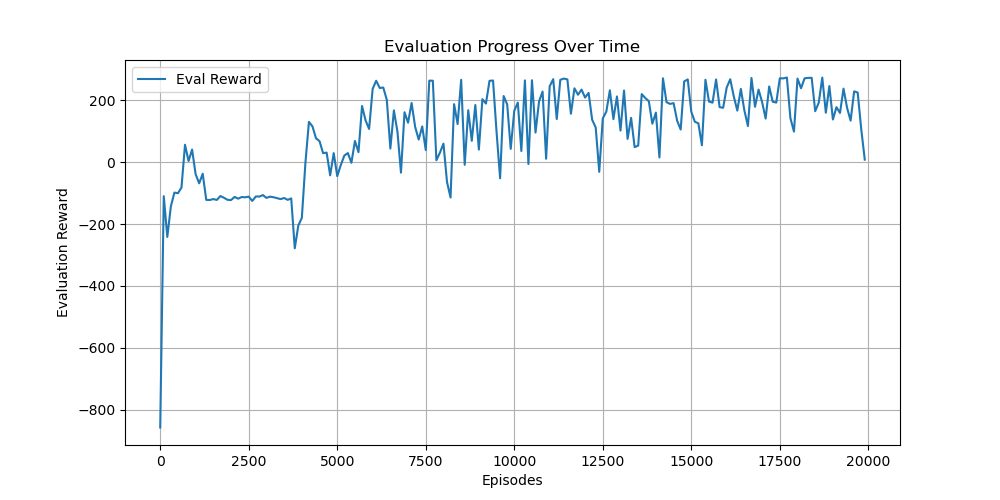 Evaluation Progress Over Time
Eval Reward
Evaluation Reward
200
0
−200
−400
−600
−800
0 2500 5000 7500 10000 12500 15000 17500 20000
Episodes